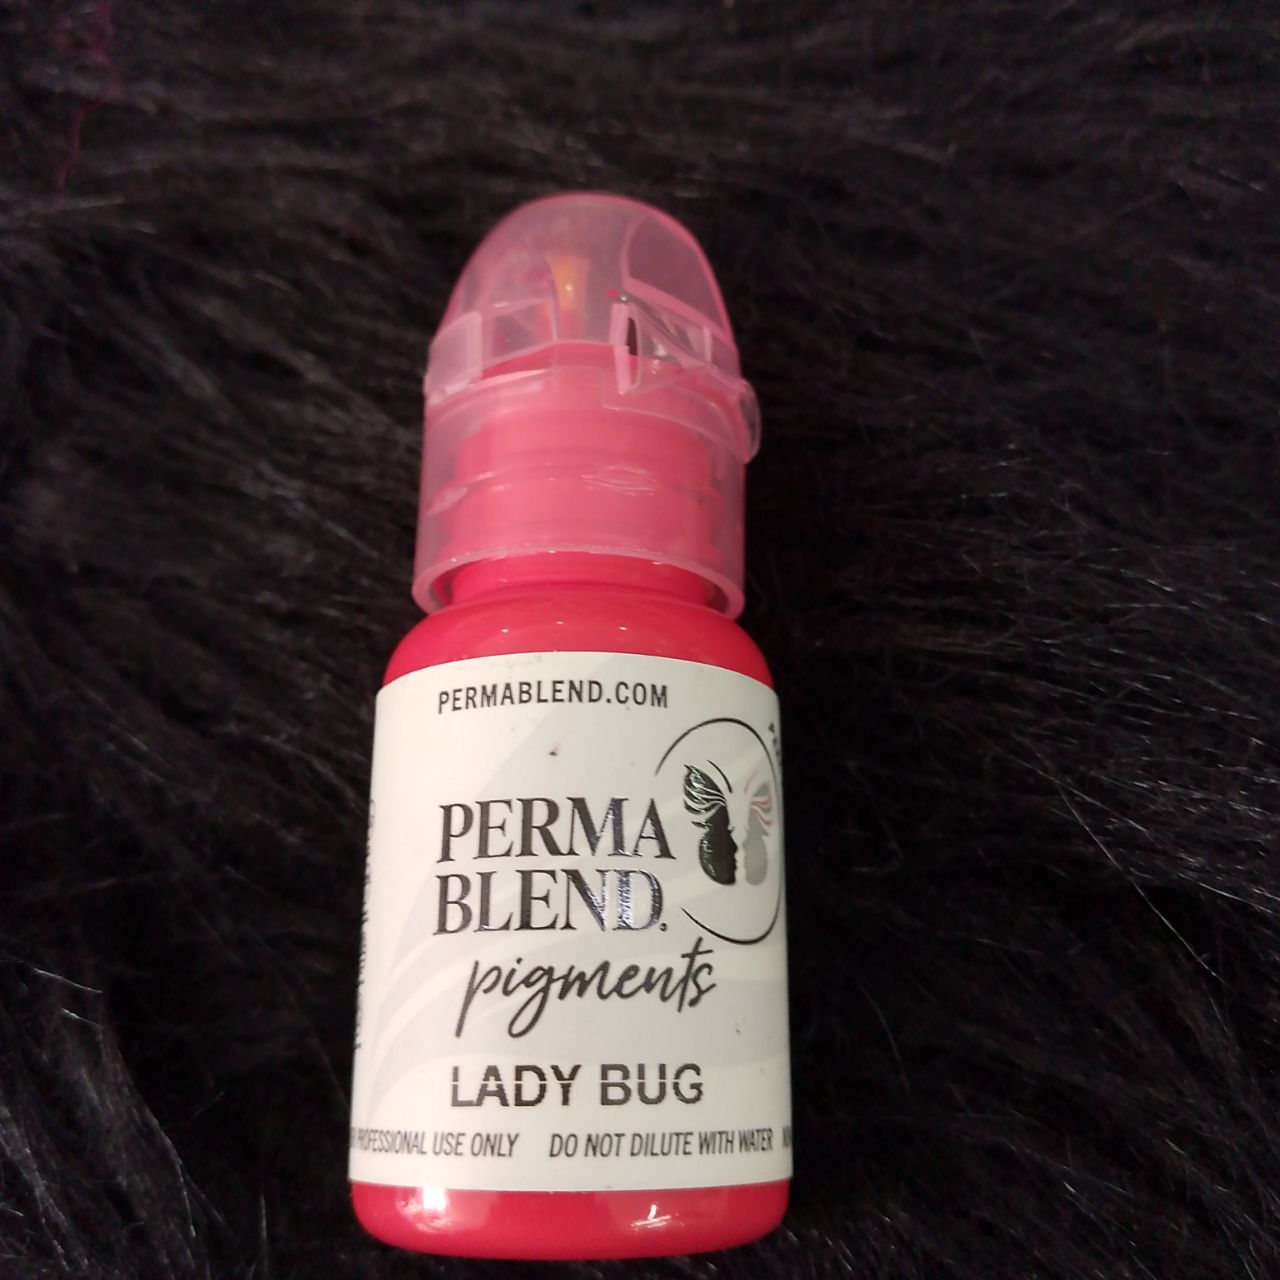 PERMABLEND.COM
PERMA
BLEND.
pigments
LADY BUG
PROFESSIONAL USE ONLY DO NOT DILUTE WITH WATER